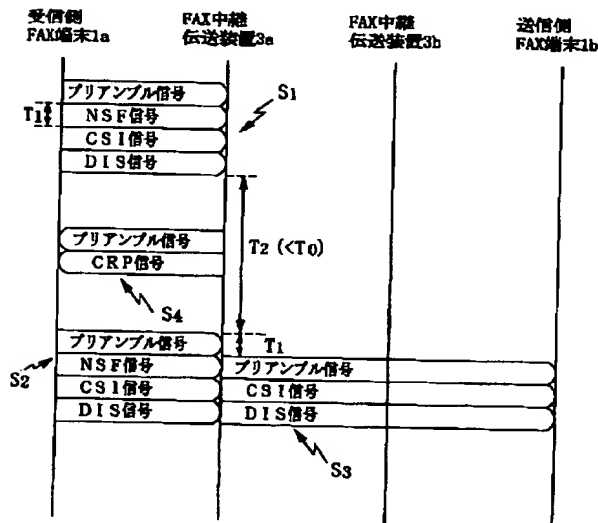 受信側
FAX端末1a
FAX中継
伝送装置3a
FAX中継
伝送装置3b
送信側
FAX端末1b
プリアンブル信号
T1
NSF信号
CSI信号
DIS信号
S1
T2 (<T0)
プリアンブル信号
CRP信号
S4
プリアンブル信号
T1
S2
NSF信号
プリアンブル信号
CSI信号
CSI信号
DIS信号
DIS信号
S3